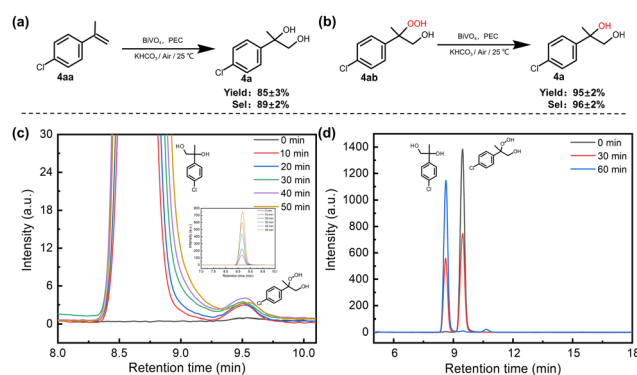 (a)
BiVO₄, PEC
KHCO₃ / Air / 25 ℃
Cl
4aa
OH
OH
Cl
4a
Yield: 85±3%
Sel: 89±2%
(b)
OOH
OH
Cl
4ab
BiVO₄, PEC
KHCO₃ / Air / 25 ℃
OH
OH
Cl
4a
Yield: 95±2%
Sel: 96±2%
(c)
Intensity (a.u.)
30
24
18
12
6
0
8.0 8.5 9.0 9.5 10.0
Retention time (min)
HO
OH
Cl
0 min
10 min
20 min
30 min
40 min
50 min
Intensity (a.u.)
Retention time (min)
OOH
OH
Cl
(d)
Intensity (a.u.)
1400
1200
1000
800
600
400
200
0
6 9 12 15 18
Retention time (min)
HO
OH
Cl
OOH
OH
Cl
0 min
30 min
60 min